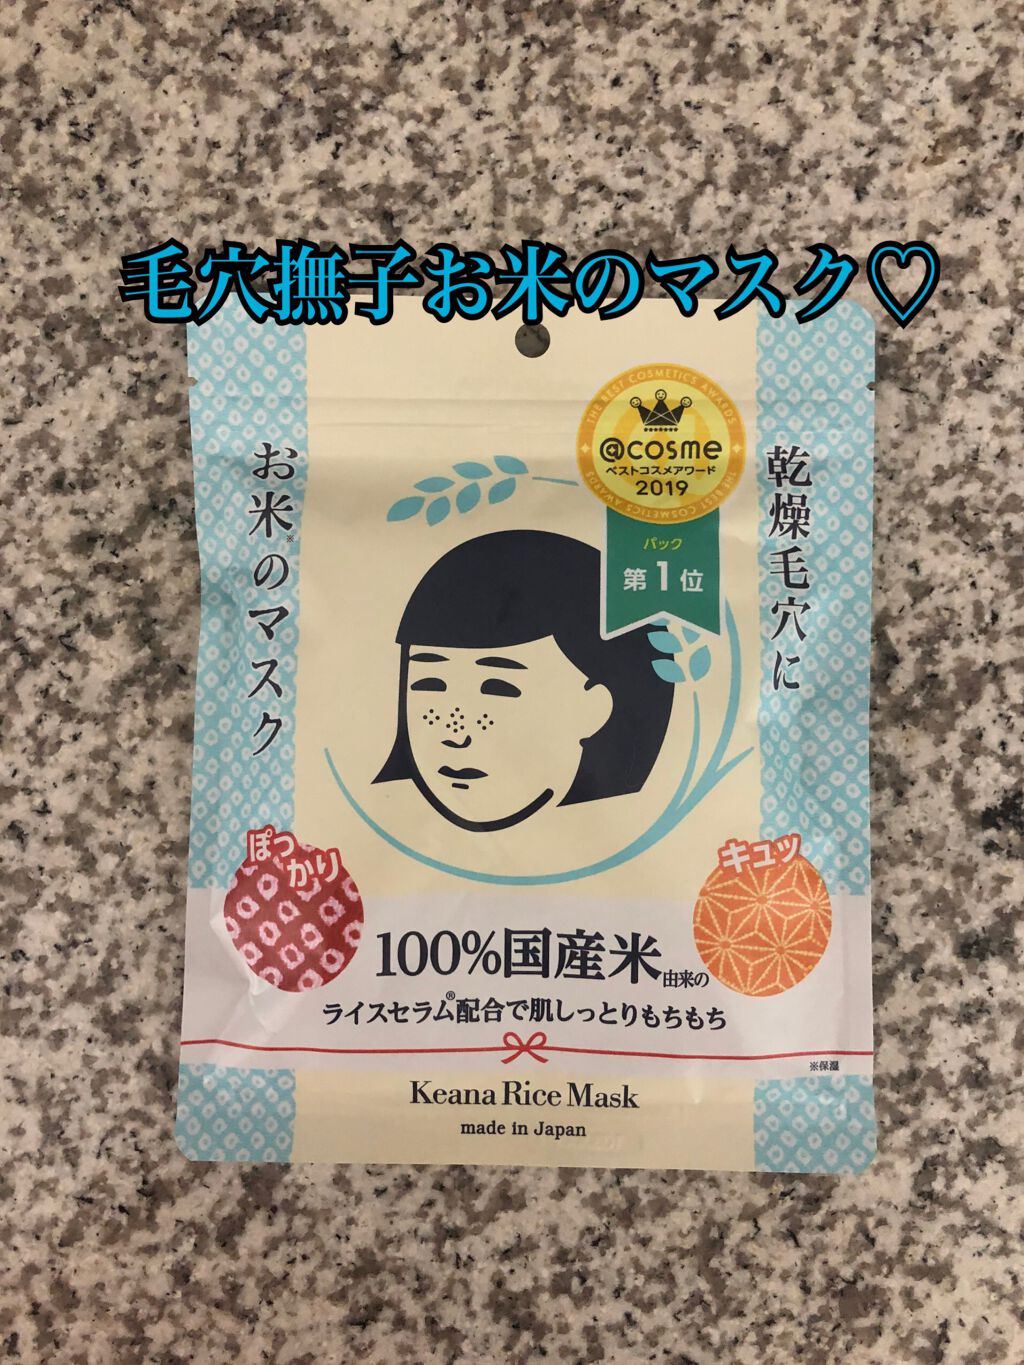 毛穴撫子お米のマスク♡
THE BEST COSMETICS AWARDS
@cosme
ベストコスメアワード
2019
THE BEST COSMETICS AWARDS
パック
第1位
乾燥毛穴に
お米※のマスク
ぽっかり
キュッ
100%国産米由来の
ライスセラム®配合で肌しっとりもちもち
※保湿
Keana Rice Mask
made in Japan